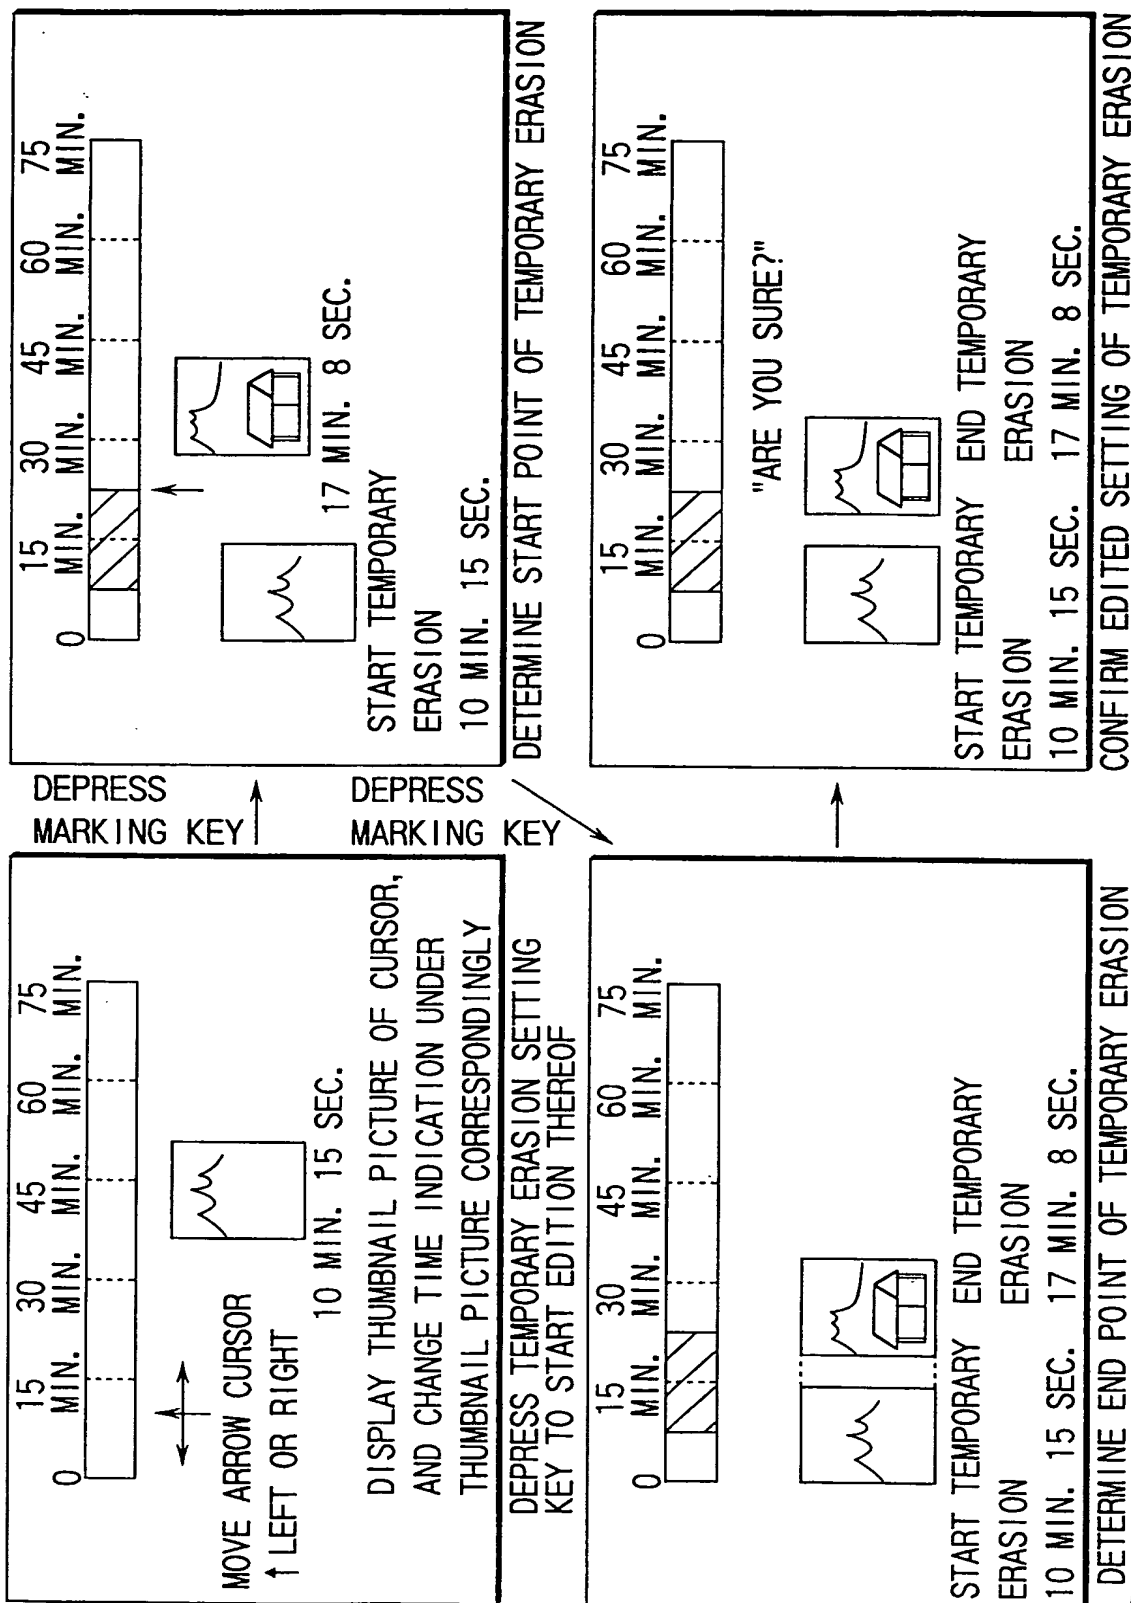 0
15
MIN.
30
MIN.
45
MIN.
60
MIN.
75
MIN.
MOVE ARROW CURSOR
↑ LEFT OR RIGHT
10 MIN. 15 SEC.
DISPLAY THUMBNAIL PICTURE OF CURSOR,
AND CHANGE TIME INDICATION UNDER
THUMBNAIL PICTURE CORRESPONDINGLY
DEPRESS TEMPORARY ERASION SETTING
KEY TO START EDITION THEREOF
DEPRESS
MARKING KEY
0
15
MIN.
30
MIN.
45
MIN.
60
MIN.
75
MIN.
17 MIN. 8 SEC.
START TEMPORARY
ERASION
10 MIN. 15 SEC.
DETERMINE START POINT OF TEMPORARY ERASION
DEPRESS
MARKING KEY
0
15
MIN.
30
MIN.
45
MIN.
60
MIN.
75
MIN.
START TEMPORARY END TEMPORARY
ERASION ERASION
10 MIN. 15 SEC. 17 MIN. 8 SEC.
DETERMINE END POINT OF TEMPORARY ERASION
0
15
MIN.
30
MIN.
45
MIN.
60
MIN.
75
MIN.
"ARE YOU SURE?"
START TEMPORARY END TEMPORARY
ERASION ERASION
10 MIN. 15 SEC. 17 MIN. 8 SEC.
CONFIRM EDITED SETTING OF TEMPORARY ERASION